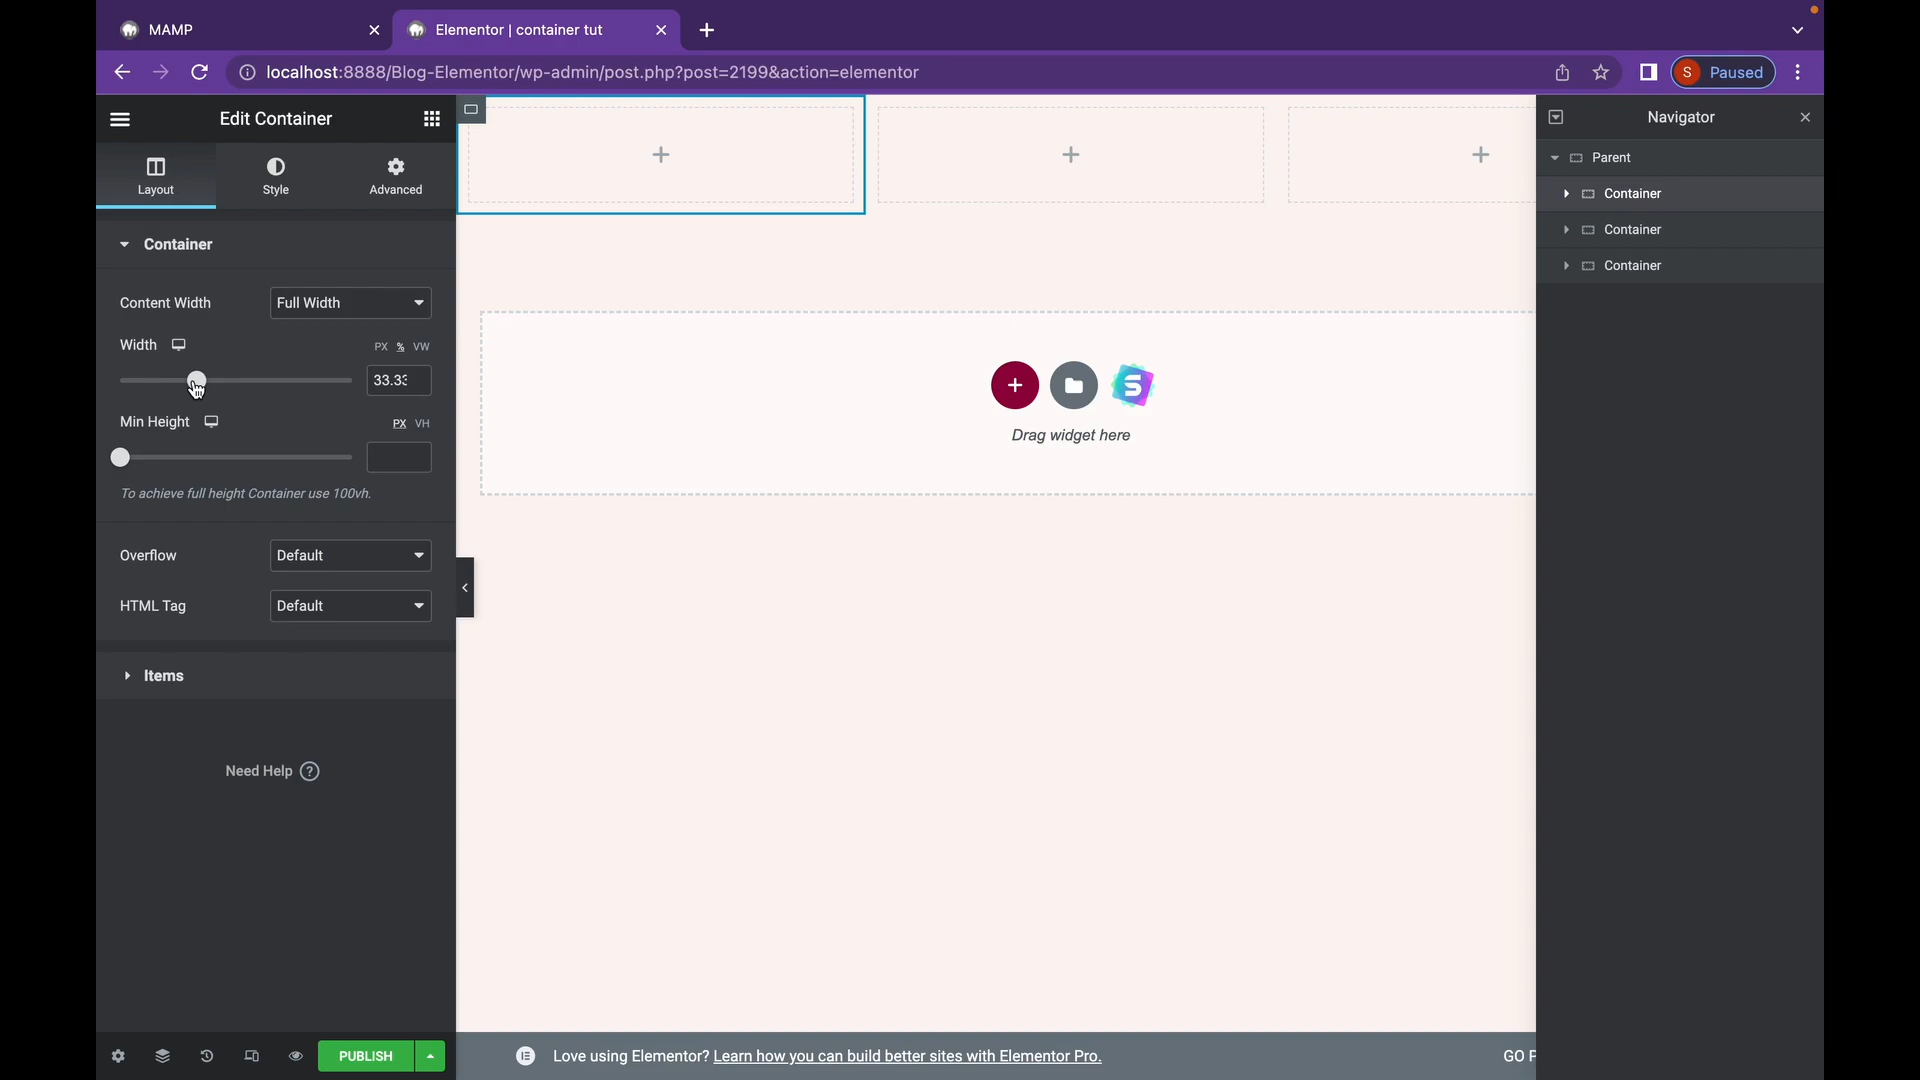 MAMP
Elementor | container tut
localhost:8888/Blog-Elementor/wp-admin/post.php?post=2199&action=elementor
S Paused
Edit Container
Layout
Style
Advanced
Container
Content Width
Full Width
Width
PX % VW
33.33
Min Height
PX VH
To achieve full height Container use 100vh.
Overflow
Default
HTML Tag
Default
Items
Need Help ?
PUBLISH
Drag widget here
Love using Elementor? Learn how you can build better sites with Elementor Pro.
GO
Navigator
Parent
Container
Container
Container